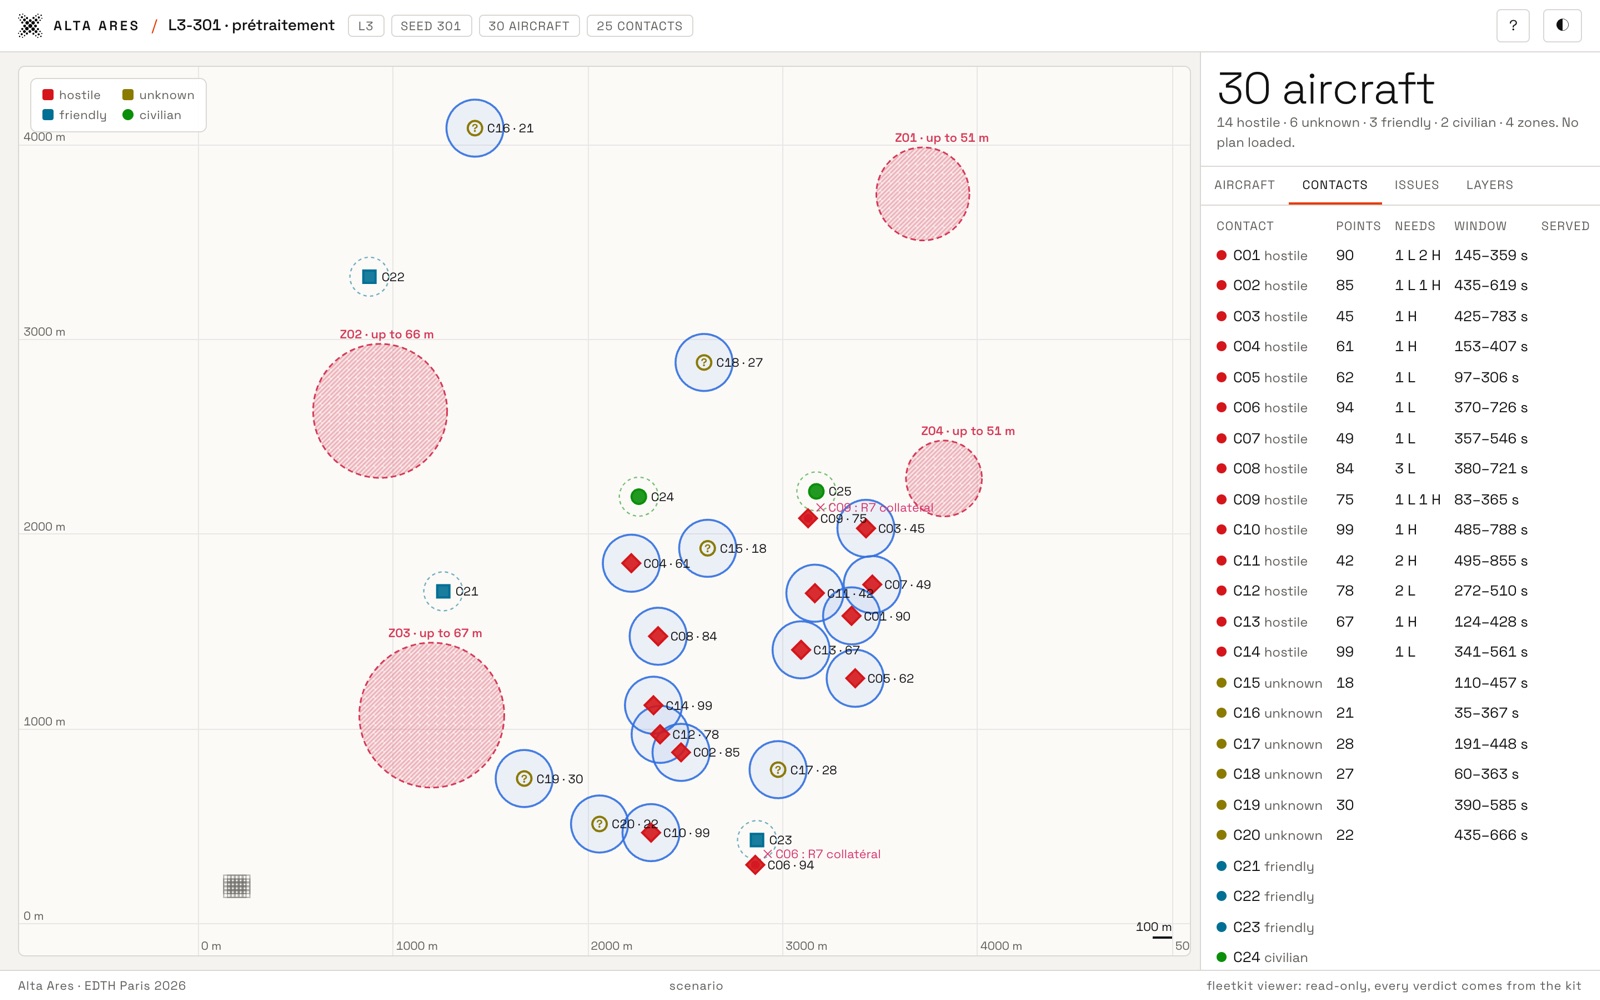 ALTA ARES / L3-301 · prétraitement L3 SEED 301 30 AIRCRAFT 25 CONTACTS ?
hostile unknown
friendly civilian
4000 m
3000 m
2000 m
1000 m
0 m
0 m 1000 m 2000 m 3000 m 4000 m 50
100 m
C16 · 21
Z01 · up to 51 m
C22
Z02 · up to 66 m
C18 · 27
Z04 · up to 51 m
C24
C25
× C09 : R7 collatéral
C09 · 75
C03 · 45
C15 · 18
C04 · 61
C07 · 49
C21
C11 · 42
C01 · 90
Z03 · up to 67 m
C08 · 84
C13 · 67
C05 · 62
C14 · 99
C12 · 78
C02 · 85
C17 · 28
C19 · 30
C20 · 22
C10 · 99
C23
× C06 : R7 collatéral
C06 · 94
30 aircraft
14 hostile · 6 unknown · 3 friendly · 2 civilian · 4 zones. No
plan loaded.
AIRCRAFT CONTACTS ISSUES LAYERS
CONTACT POINTS NEEDS WINDOW SERVED
C01 hostile 90 1 L 2 H 145–359 s
C02 hostile 85 1 L 1 H 435–619 s
C03 hostile 45 1 H 425–783 s
C04 hostile 61 1 H 153–407 s
C05 hostile 62 1 L 97–306 s
C06 hostile 94 1 L 370–726 s
C07 hostile 49 1 L 357–546 s
C08 hostile 84 3 L 380–721 s
C09 hostile 75 1 L 1 H 83–365 s
C10 hostile 99 1 H 485–788 s
C11 hostile 42 2 H 495–855 s
C12 hostile 78 2 L 272–510 s
C13 hostile 67 1 H 124–428 s
C14 hostile 99 1 L 341–561 s
C15 unknown 18 110–457 s
C16 unknown 21 35–367 s
C17 unknown 28 191–448 s
C18 unknown 27 60–363 s
C19 unknown 30 390–585 s
C20 unknown 22 435–666 s
C21 friendly
C22 friendly
C23 friendly
C24 civilian
Alta Ares · EDTH Paris 2026 scenario fleetkit viewer: read-only, every verdict comes from the kit